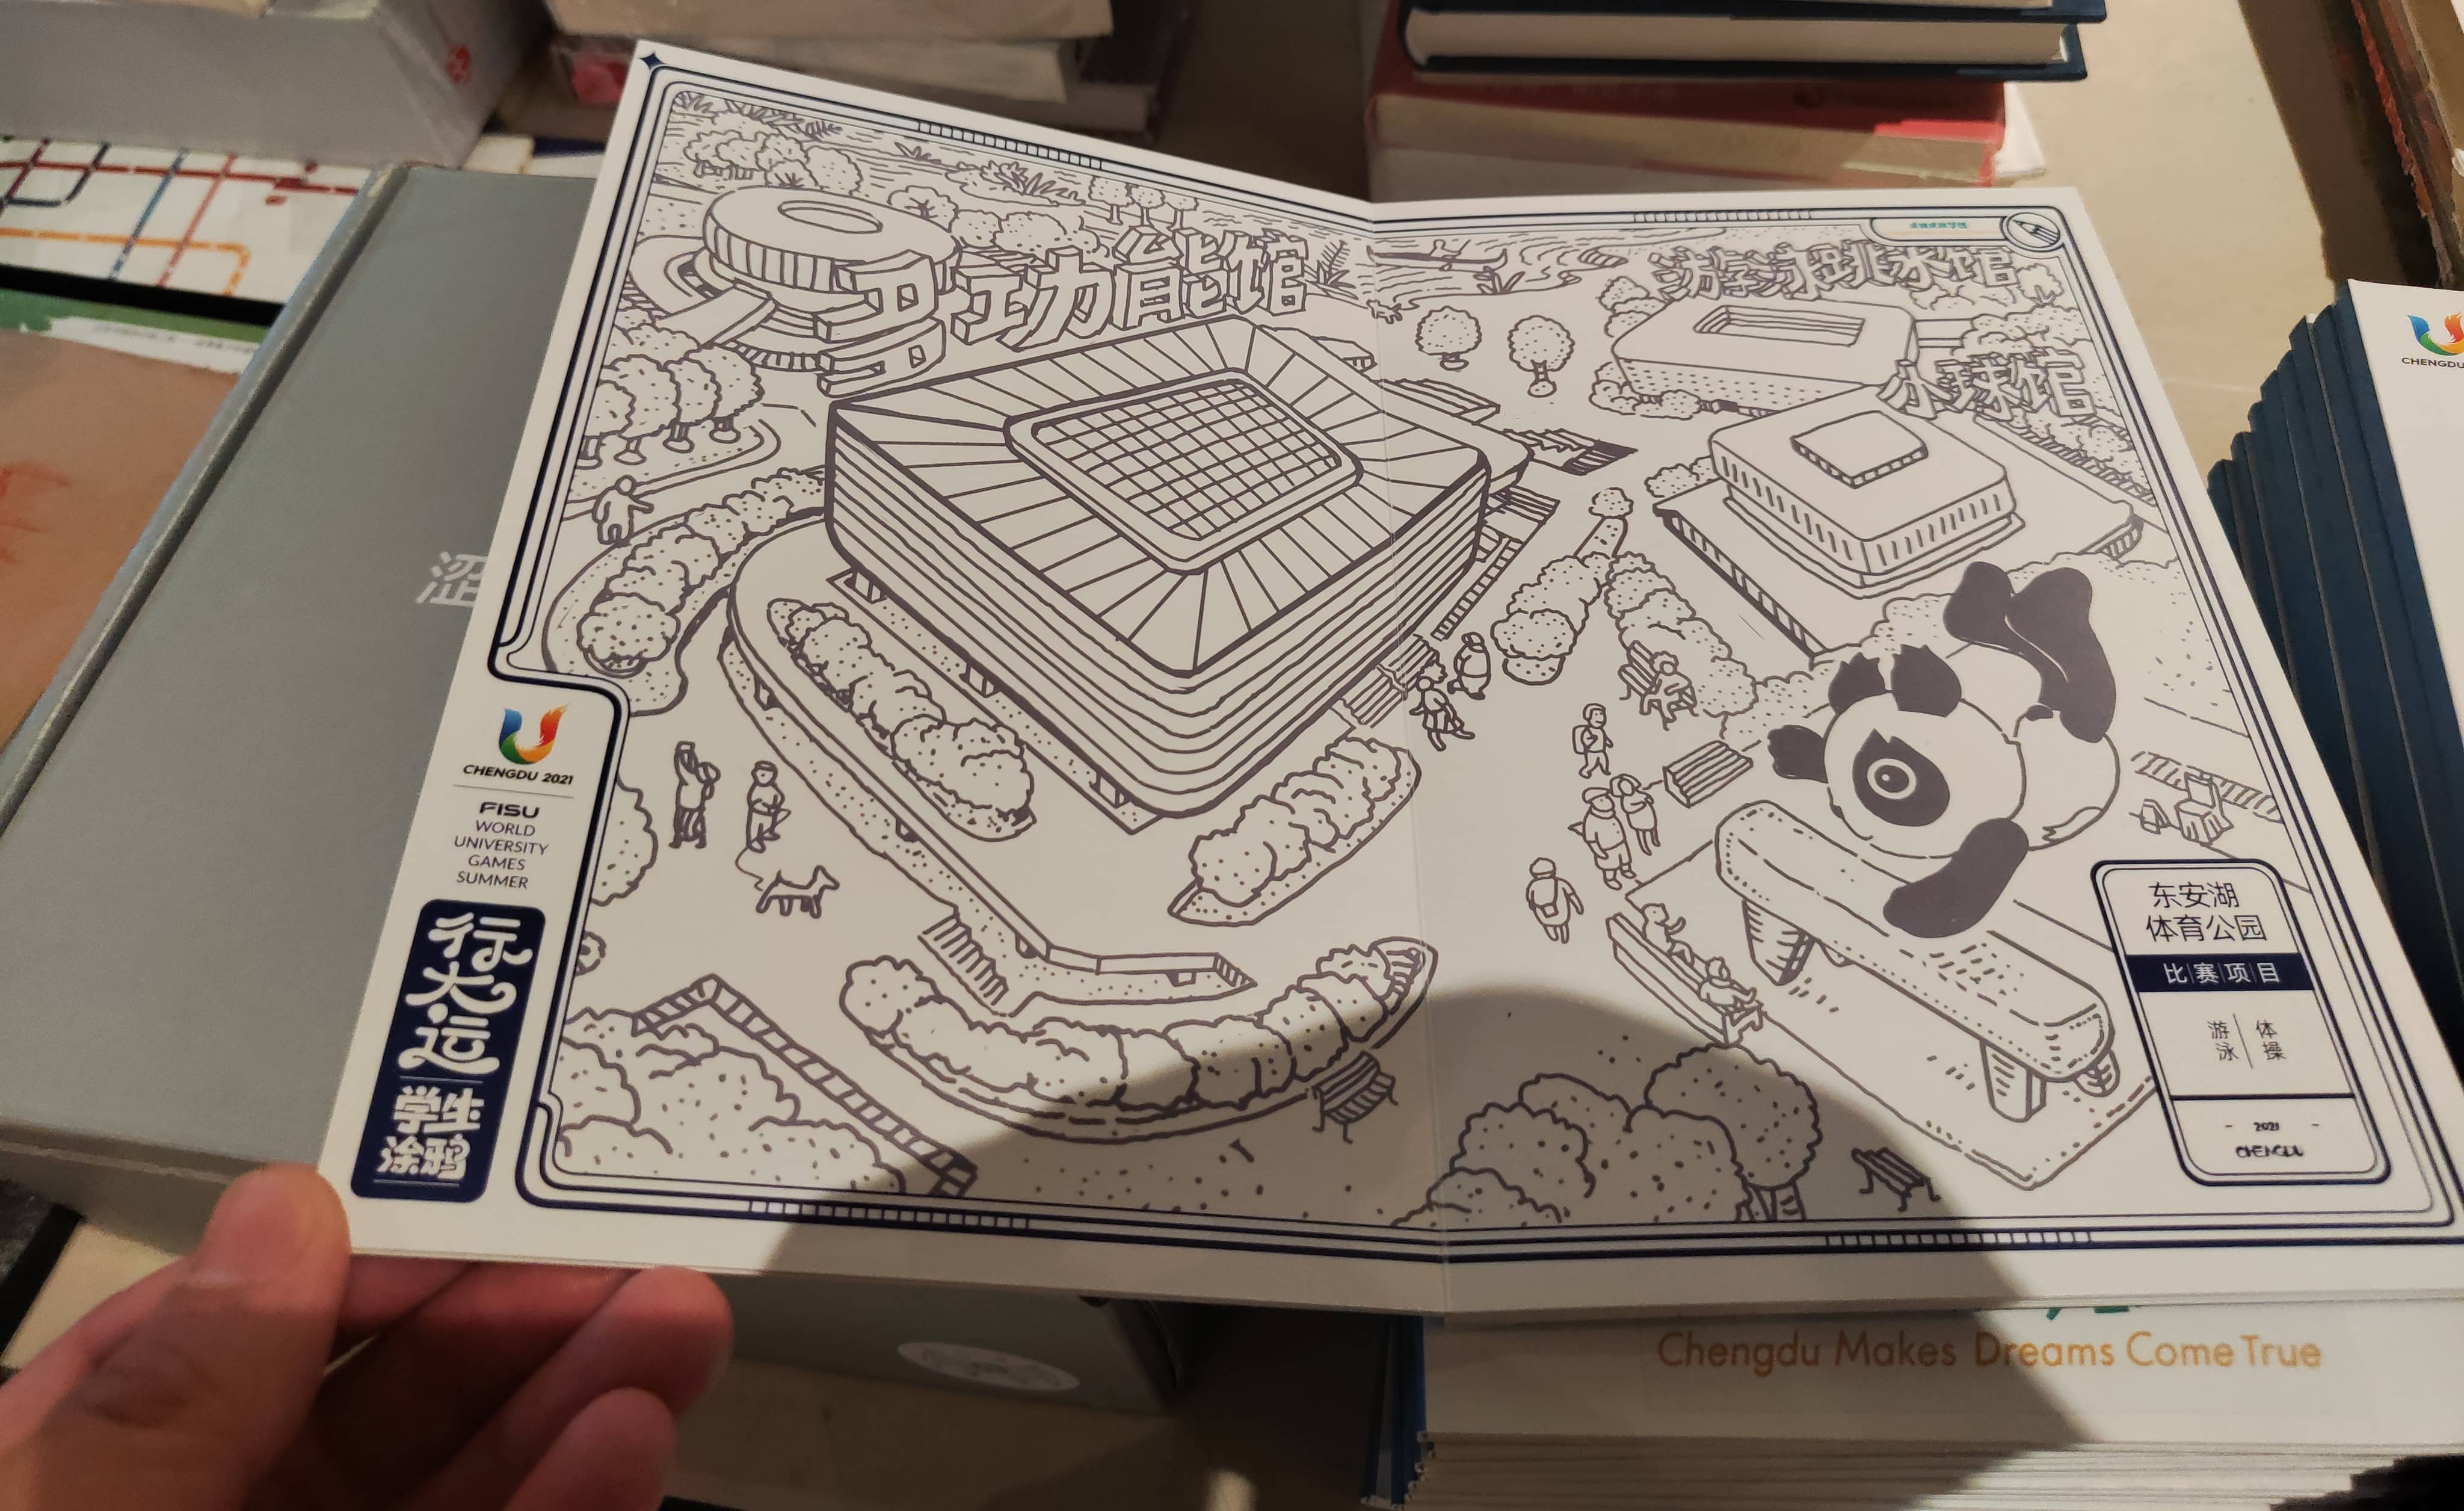 多功能馆
游泳跳水馆
小球馆
CHENGDU 2021
FISU
WORLD
UNIVERSITY
GAMES
SUMMER
行大运
学生
涂鸦
东安湖
体育公园
比赛项目
游泳
体操
2021
CHENGDU
Chengdu Makes Dreams Come True
CHENGDU